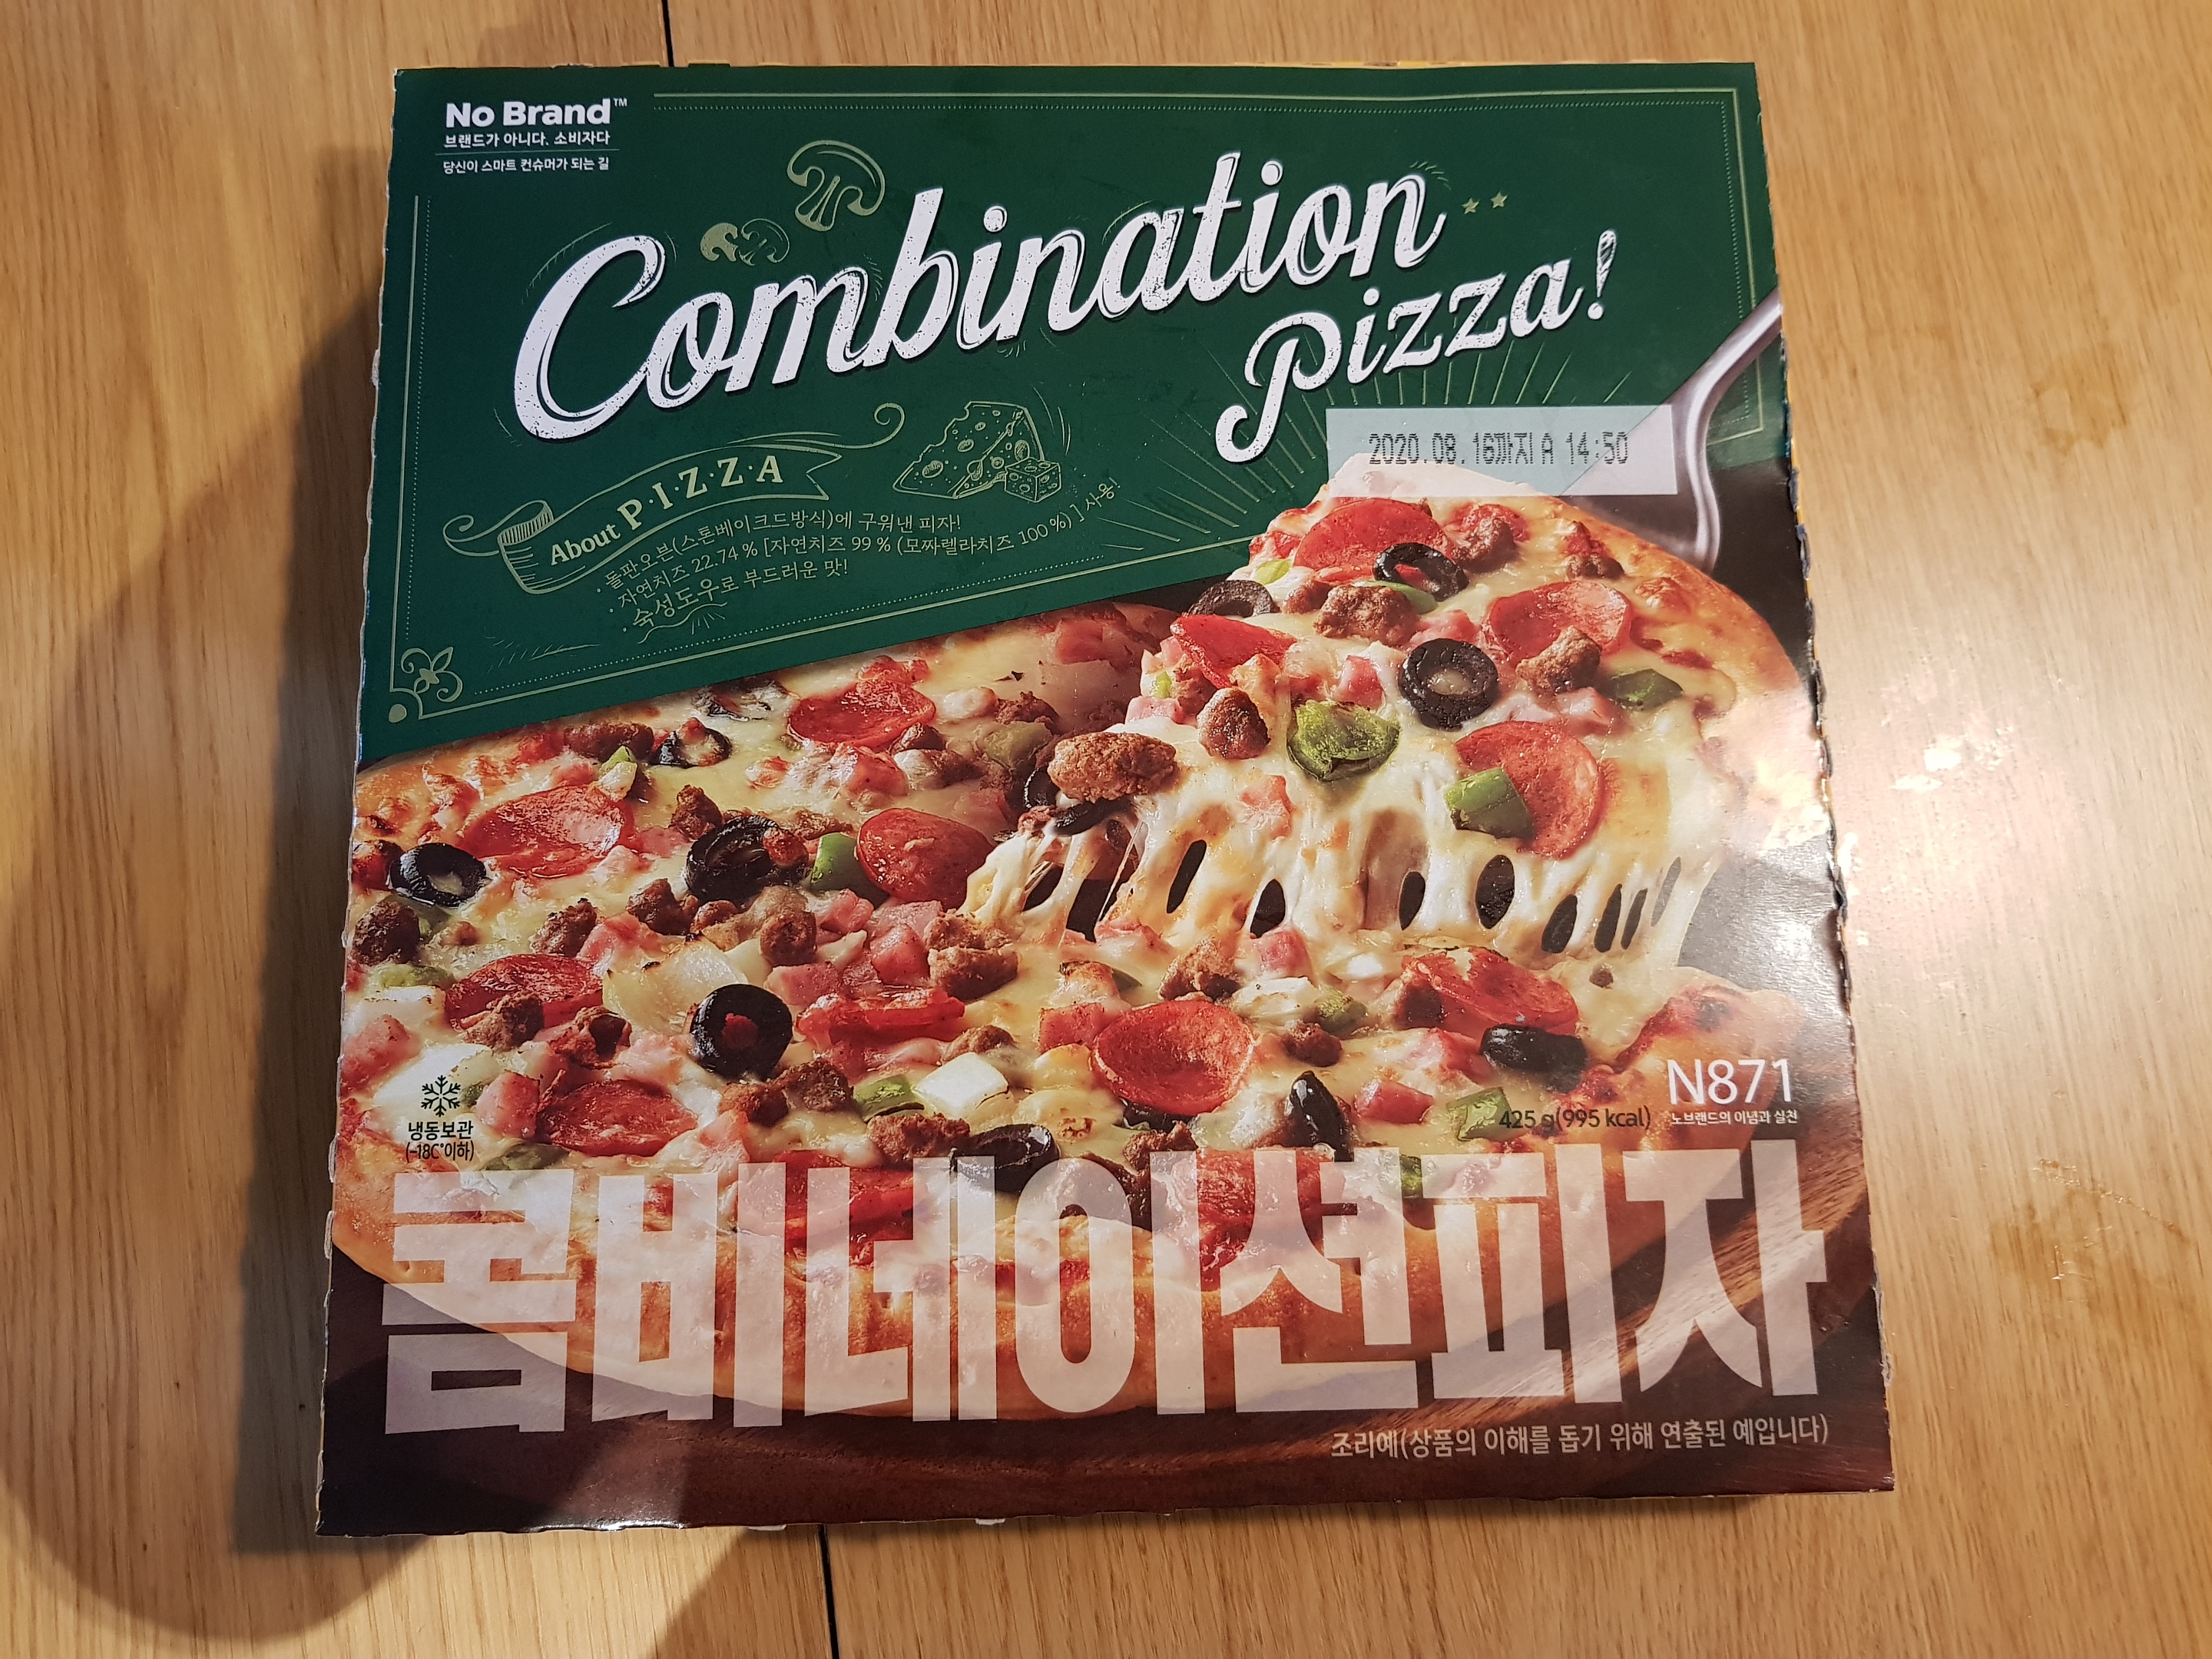 No Brand™
브랜드가 아니다. 소비자다
당신이 스마트 컨슈머가 되는 길
Combination
Pizza!
2020.08.16까지 A 14:50
About P·I·Z·Z·A
· 돌판오븐(스톤베이크드방식)에 구워낸 피자!
· 자연치즈 22.74 % [자연치즈 99 % (모짜렐라치즈 100 %) ] 사용!
· 숙성도우로 부드러운 맛!
N871
노브랜드의 이념과 실천
425 g(995 kcal)
냉동보관
(-18C°이하)
콤비네이션피자
조리예(상품의 이해를 돕기 위해 연출된 예입니다)